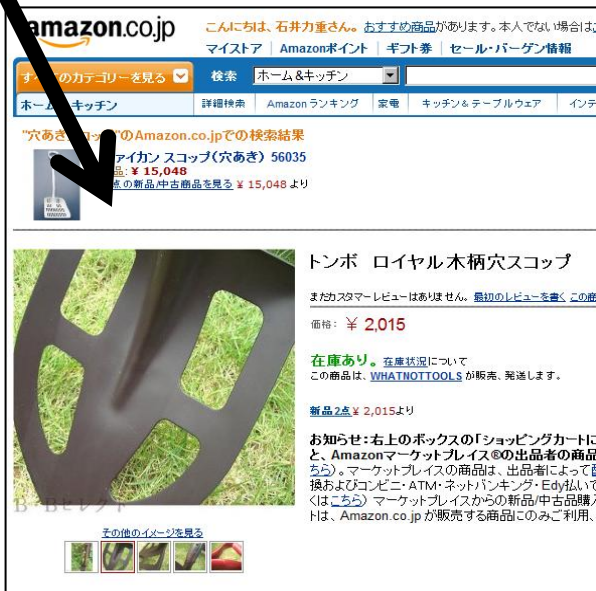 amazon.co.jp
こんにちは、石井力重さん。 おすすめ商品があります。本人でない場合は
マイストア | Amazonポイント | ギフト券 | セール・バーゲン情報
カテゴリーを見る 検索 ホーム&キッチン
キッチン 詳細検索 Amazon ランキング 家電 キッチン&テーブルウェア インテ
"穴あき コップ"のAmazon.co.jpでの検索結果
ァイカン スコップ(穴あき) 56035
品: ¥ 15,048
点の新品/中古商品を見る ¥ 15,048 より
トンボ ロイヤル木柄穴スコップ
まだカスタマーレビューはありません。 最初のレビューを書く この商
価格: ¥ 2,015
在庫あり。 在庫状況について
この商品は、WHATNOTTOOLS が販売、発送します。
新品2点¥ 2,015より
お知らせ:右上のボックスの「ショッピングカートに
と、Amazonマーケットプレイス®の出品者の商品
ちら)。マーケットプレイスの商品は、出品者によって配
換およびコンビニ・ATM・ネットバンキング・Edy払いで
くはこちら) マーケットプレイスからの新品/中古品購入
トは、Amazon.co.jp が販売する商品にのみご利用、
B・Bセレクト
その他のイメージを見る